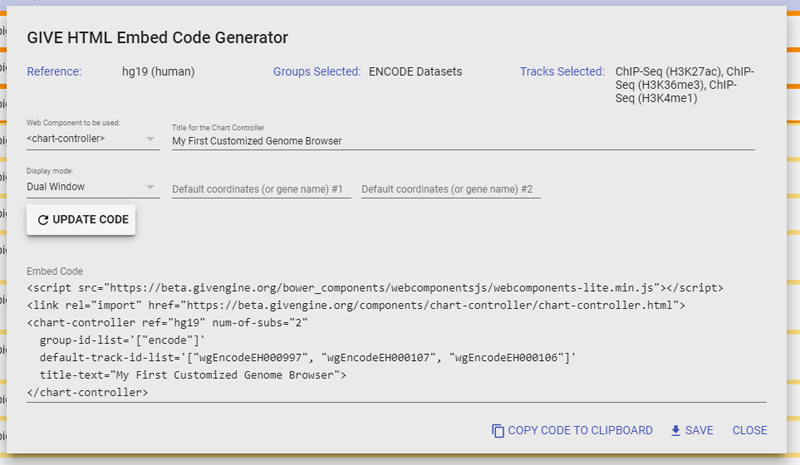 GIVE HTML Embed Code Generator
Reference: hg19 (human) Groups Selected: ENCODE Datasets Tracks Selected: ChIP-Seq (H3K27ac), ChIP-
Seq (H3K36me3), ChIP-
Seq (H3K4me1)
Web Component to be used: Title for the Chart Controller
<chart-controller> My First Customized Genome Browser
Display mode:
Dual Window Default coordinates (or gene name) #1 Default coordinates (or gene name) #2
UPDATE CODE
Embed Code
<script src="https://beta.givengine.org/bower_components/webcomponentsjs/webcomponents-lite.min.js"></script>
<link rel="import" href="https://beta.givengine.org/components/chart-controller/chart-controller.html">
<chart-controller ref="hg19" num-of-subs="2"
group-id-list='["encode"]'
default-track-id-list='["wgEncodeEH000997", "wgEncodeEH000107", "wgEncodeEH000106"]'
title-text="My First Customized Genome Browser">
</chart-controller>
COPY CODE TO CLIPBOARD SAVE CLOSE